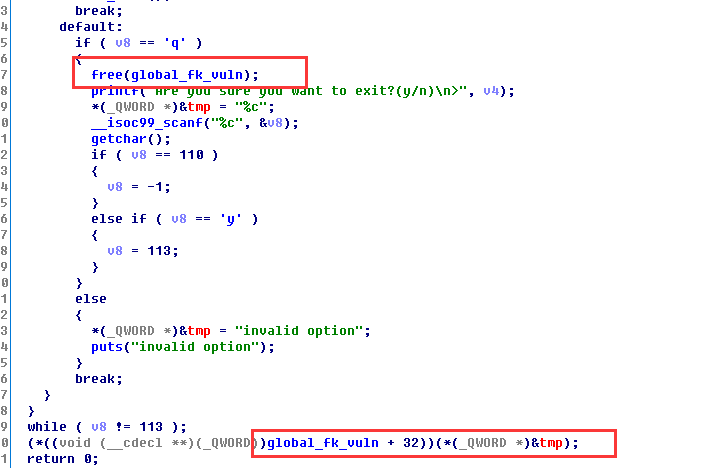 3 break;
4 default:
5 if ( v8 == 'q' )
6 {
7 free(global_fk_vuln);
8 printf("Are you sure you want to exit?(y/n)\n>", v4);
9 *(_QWORD *)&tmp = "%c";
0 __isoc99_scanf("%c", &v8);
1 getchar();
2 if ( v8 == 110 )
3 {
4 v8 = -1;
5 }
6 else if ( v8 == 'y' )
7 {
8 v8 = 113;
9 }
0 }
1 else
2 {
3 *(_QWORD *)&tmp = "invalid option";
4 puts("invalid option");
5 }
6 break;
7 }
8 }
9 while ( v8 != 113 );
0 (*((void (__cdecl **)(_QWORD))global_fk_vuln + 32))(*(_QWORD *)&tmp);
1 return 0;